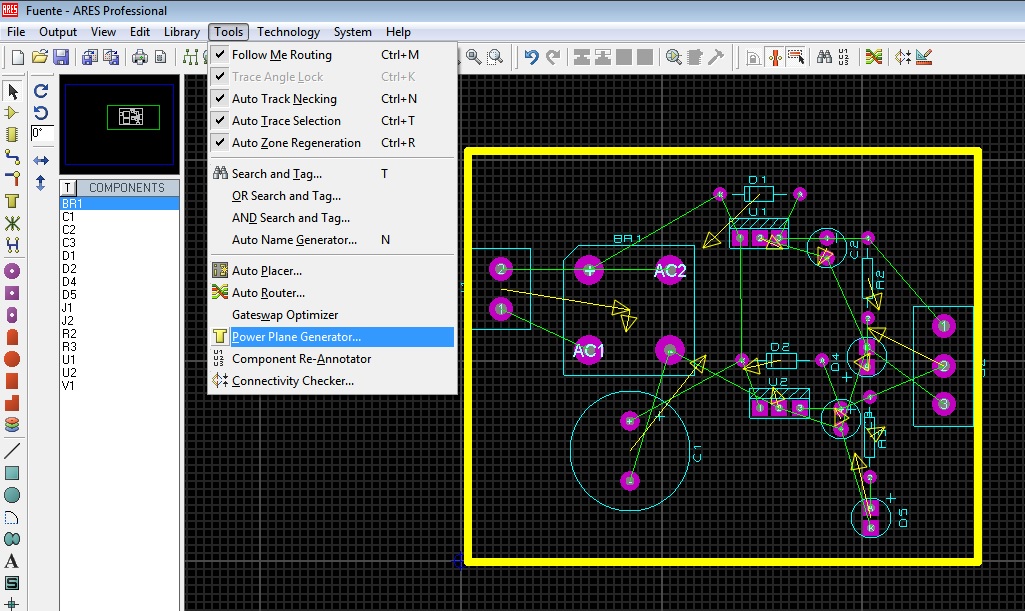 ARES
Fuente - ARES Professional
File Output View Edit Library Tools Technology System Help
Follow Me Routing Ctrl+M
Trace Angle Lock Ctrl+K
Auto Track Necking Ctrl+N
Auto Trace Selection Ctrl+T
Auto Zone Regeneration Ctrl+R
Search and Tag... T
OR Search and Tag...
AND Search and Tag...
Auto Name Generator... N
Auto Placer...
Auto Router...
Gateswap Optimizer
Power Plane Generator...
Component Re-Annotator
Connectivity Checker...
0°
T COMPONENTS
BR1
C1
C2
C3
D1
D2
D4
D5
J1
J2
R2
R3
U1
U2
V1
A
S
D1
U1
1 2 3
C2
BR1
2 + AC2
R2
1 AC1 -
D2
D4
U2
1 2 3
C1
1
2
3
D5